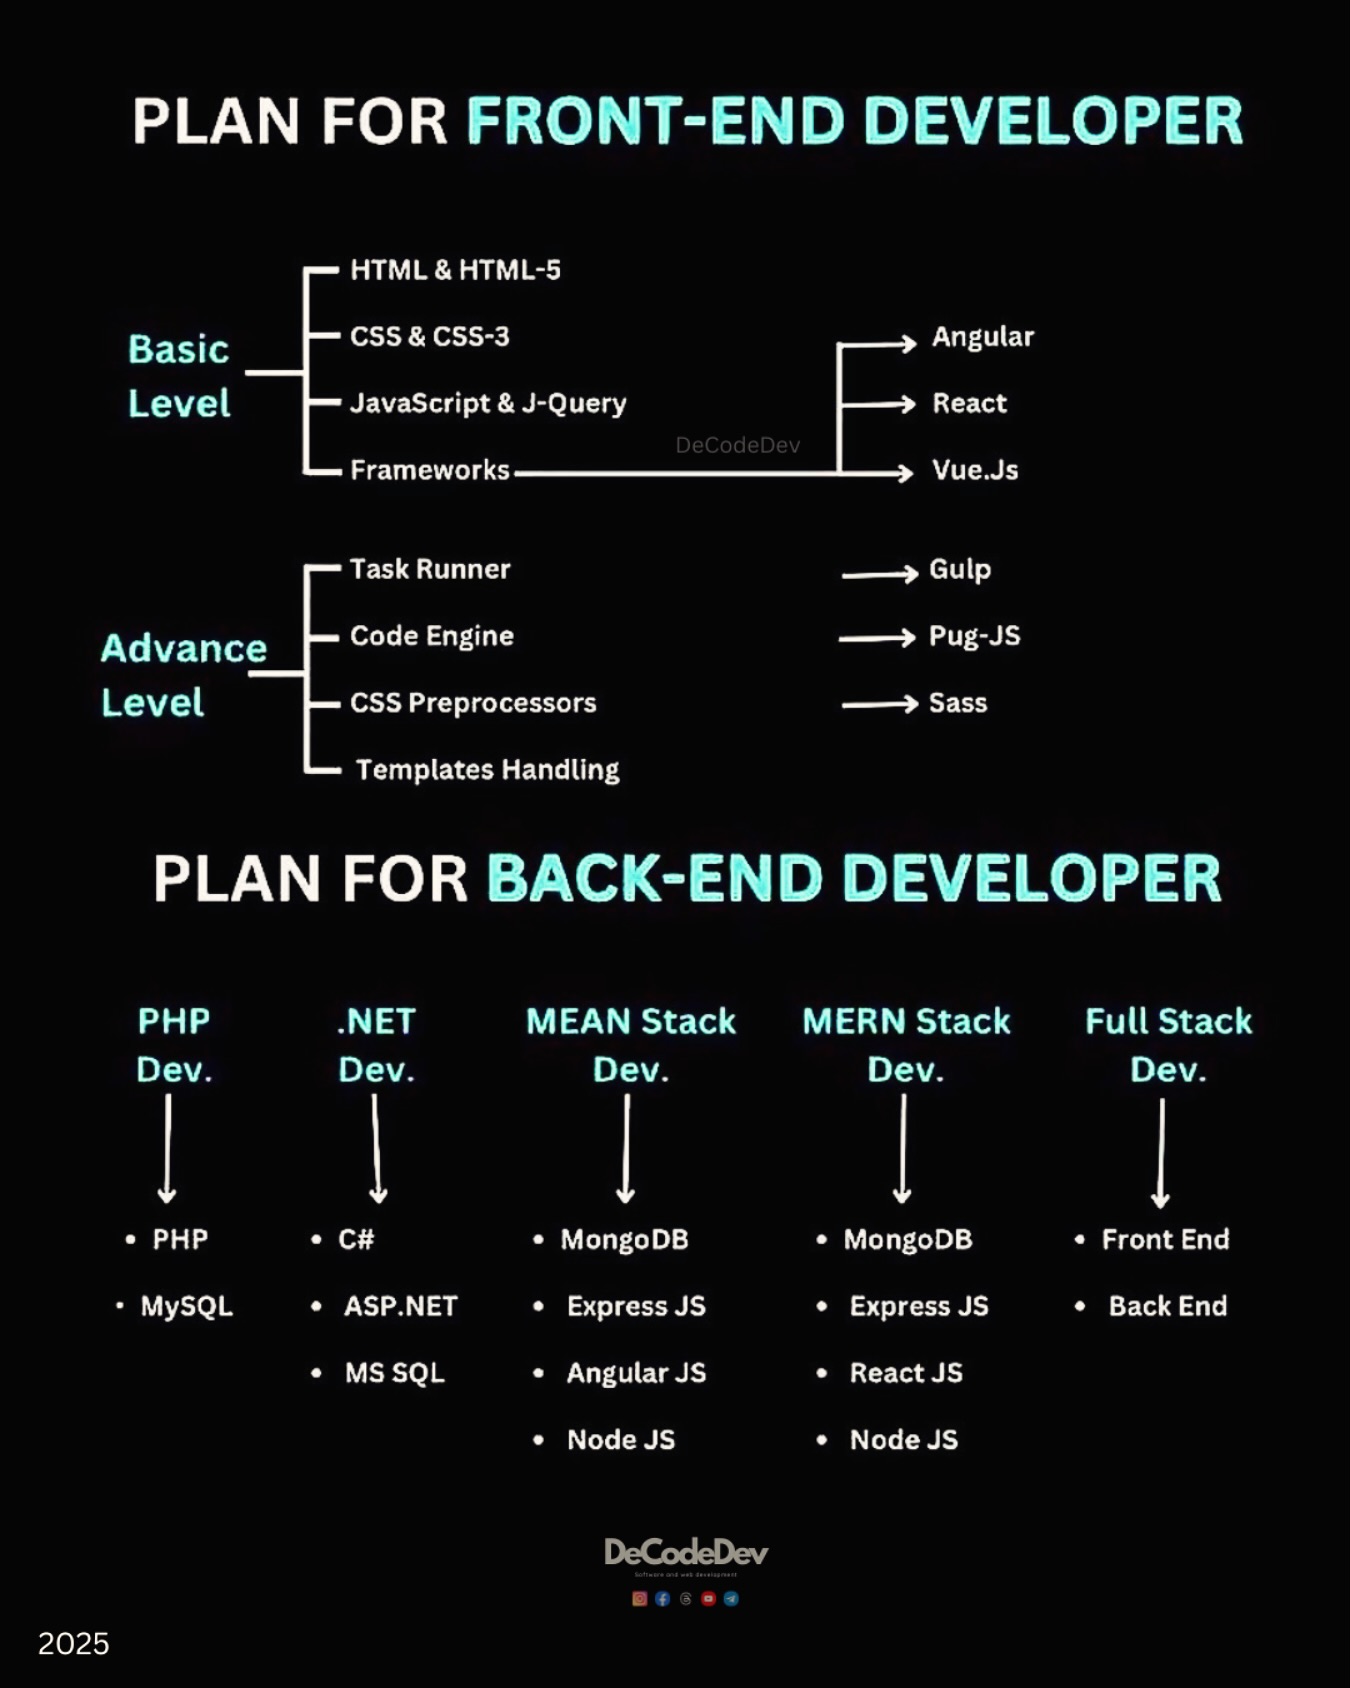 PLAN FOR FRONT-END DEVELOPER
Basic
Level
HTML & HTML-5
CSS & CSS-3
JavaScript & J-Query
Frameworks
Angular
React
Vue.Js
DeCodeDev
Advance
Level
Task Runner
Code Engine
CSS Preprocessors
Templates Handling
Gulp
Pug-JS
Sass
PLAN FOR BACK-END DEVELOPER
PHP
Dev.
• PHP
• MySQL
.NET
Dev.
• C#
• ASP.NET
• MS SQL
MEAN Stack
Dev.
• MongoDB
• Express JS
• Angular JS
• Node JS
MERN Stack
Dev.
• MongoDB
• Express JS
• React JS
• Node JS
Full Stack
Dev.
• Front End
• Back End
DeCodeDev
Software and web development
2025